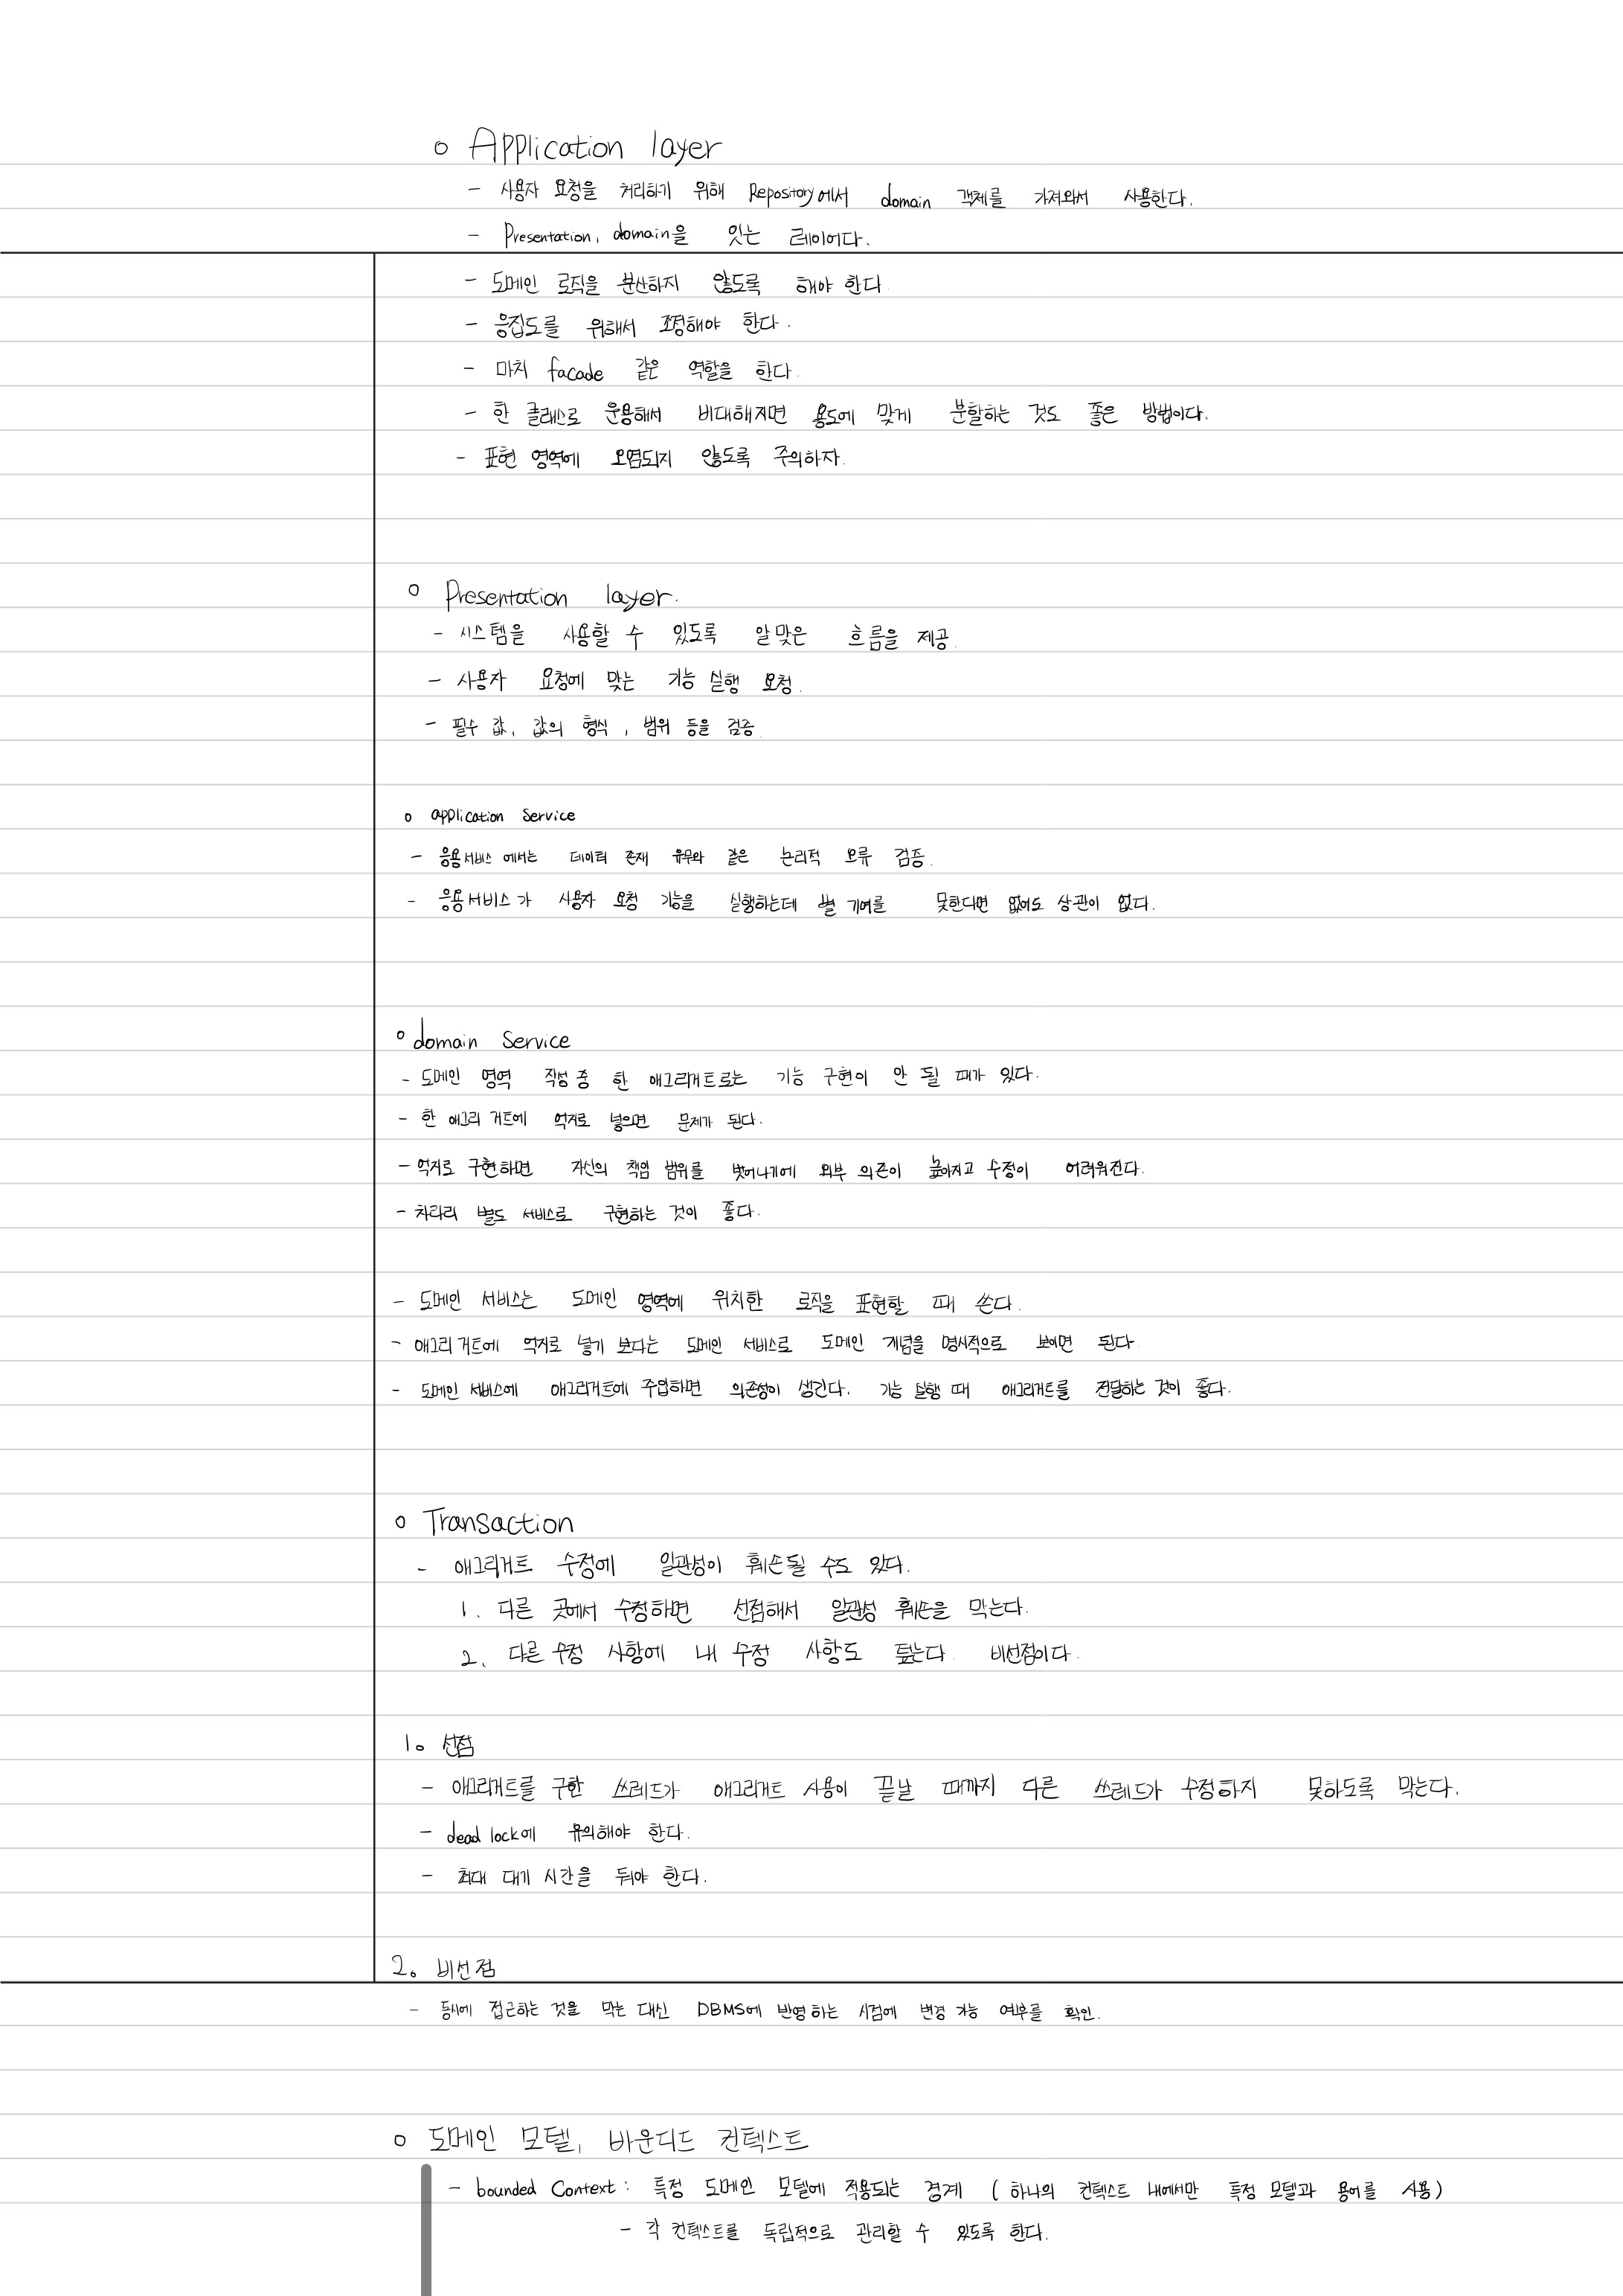 ○ Application layer
- 사용자 요청을 처리하기 위해 Repository에서 domain 객체를 가져와서 사용한다.
- Presentation, domain을 잇는 레이어다.
- 도메인 로직을 분산하지 않도록 해야 한다.
- 응집도를 위해서 조정해야 한다.
- 마치 facade 같은 역할을 한다.
- 한 클래스로 운용해서 비대해지면 용도에 맞게 분할하는 것도 좋은 방법이다.
- 표현 영역에 오염되지 않도록 주의하자.
○ Presentation layer.
- 시스템을 사용할 수 있도록 알맞은 흐름을 제공.
- 사용자 요청에 맞는 기능 실행 요청.
- 필수 값, 값의 형식, 범위 등을 검증.
○ application Service
- 응용서비스 에서는 데이터 존재 유무와 같은 논리적 오류 검증.
- 응용서비스가 사용자 요청 기능을 실행하는데 별 기여를 못한다면 없어도 상관이 없다.
○ domain Service
- 도메인 영역 작성 중 한 애그리거트로는 기능 구현이 안 될 때가 있다.
- 한 애그리거트에 억지로 넣으면 문제가 된다.
- 억지로 구현하면 자신의 책임 범위를 벗어나기에 외부 의존이 높아지고 수정이 어려워진다.
- 차라리 별도 서비스로 구현하는 것이 좋다.
- 도메인 서비스는 도메인 영역에 위치한 로직을 표현할 때 쓴다.
- 애그리거트에 억지로 넣기 보다는 도메인 서비스로 도메인 개념을 명시적으로 보이면 된다.
- 도메인 서비스에 애그리거트에 주입하면 의존성이 생긴다. 기능 실행 때 애그리거트를 전달하는 것이 좋다.
○ Transaction
- 애그리거트 수정에 일관성이 훼손될 수도 있다.
1. 다른 곳에서 수정하면 선점해서 일관성 훼손을 막는다.
2. 다른 수정 사항에 내 수정 사항도 덮는다. 비선점이다.
1. 선점
- 애그리거트를 구한 쓰레드가 애그리거트 사용이 끝날 때까지 다른 쓰레드가 수정하지 못하도록 막는다.
- dead lock에 유의해야 한다.
- 최대 대기 시간을 둬야 한다.
2. 비선점
- 동시에 접근하는 것을 막는 대신 DBMS에 반영하는 시점에 변경 가능 여부를 확인.
○ 도메인 모델, 바운디드 컨텍스트
- bounded Context : 특정 도메인 모델에 적용되는 경계 ( 하나의 컨텍스트 내에서만 특정 모델과 용어를 사용 )
- 각 컨텍스트를 독립적으로 관리할 수 있도록 한다.